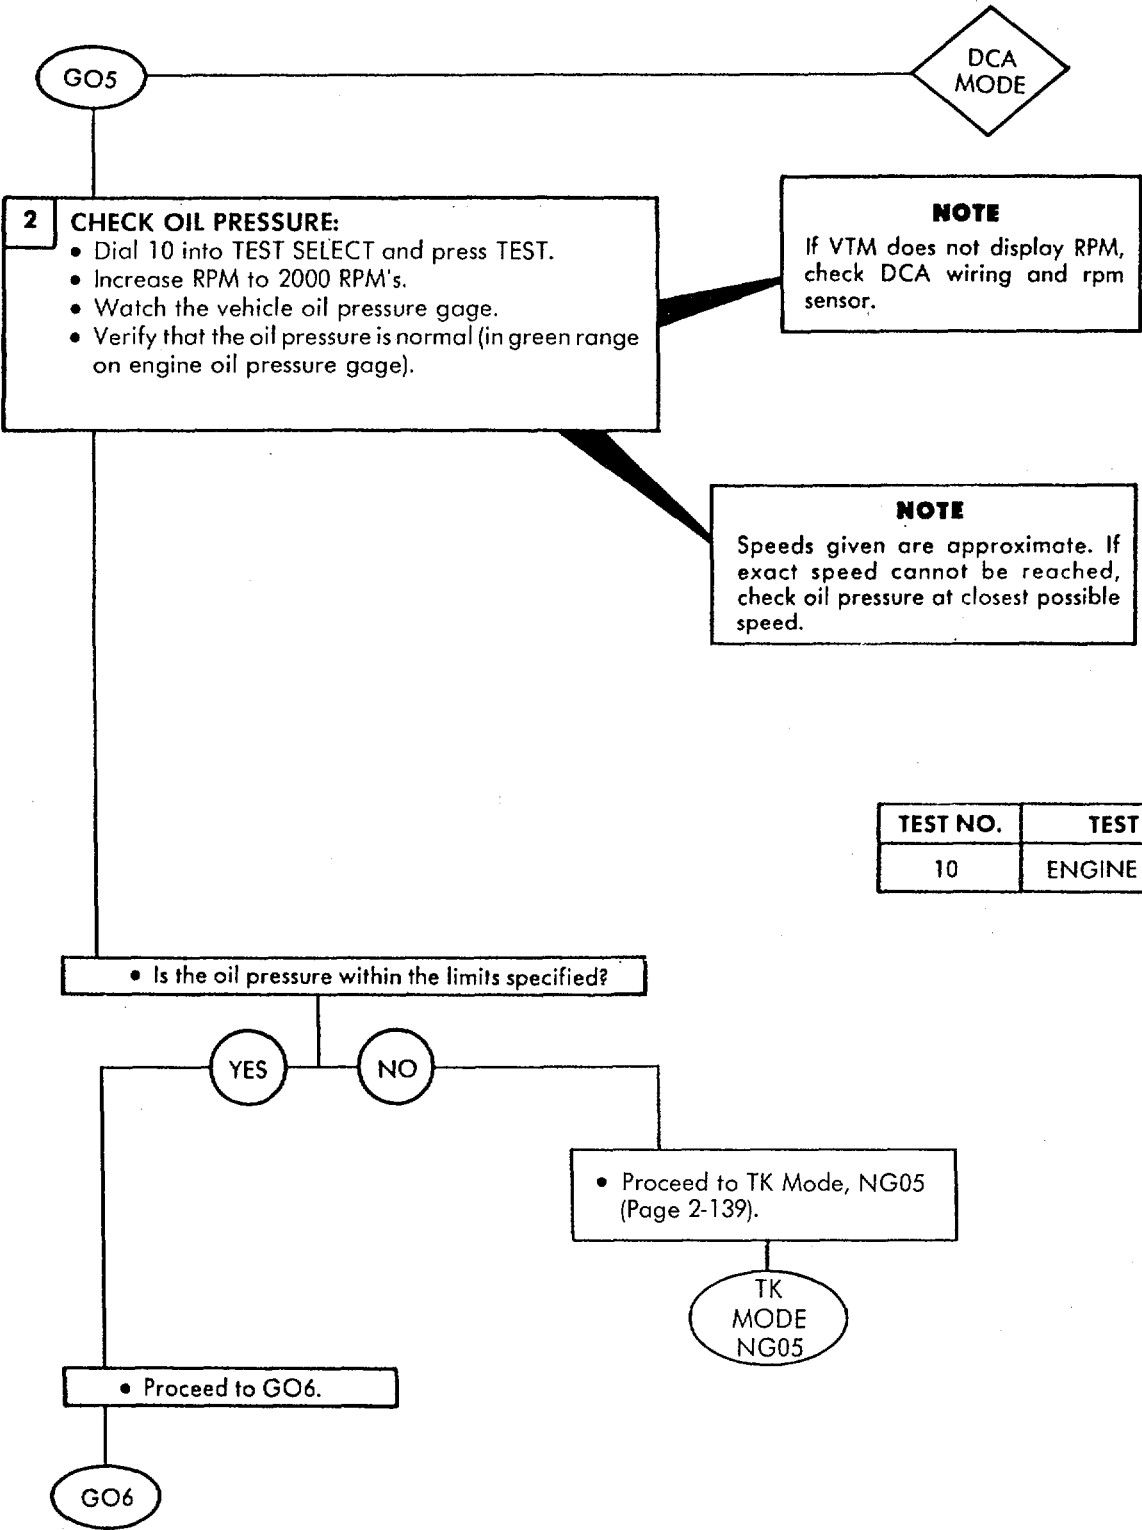 GO5
DCA
MODE
2
CHECK OIL PRESSURE:
• Dial 10 into TEST SELECT and press TEST.
• Increase RPM to 2000 RPM's.
• Watch the vehicle oil pressure gage.
• Verify that the oil pressure is normal (in green range
on engine oil pressure gage).
NOTE
If VTM does not display RPM,
check DCA wiring and rpm
sensor.
NOTE
Speeds given are approximate. If
exact speed cannot be reached,
check oil pressure at closest possible
speed.
TEST NO. TEST
10 ENGINE
• Is the oil pressure within the limits specified?
YES NO
• Proceed to TK Mode, NG05
(Page 2-139).
TK
MODE
NG05
• Proceed to GO6.
GO6